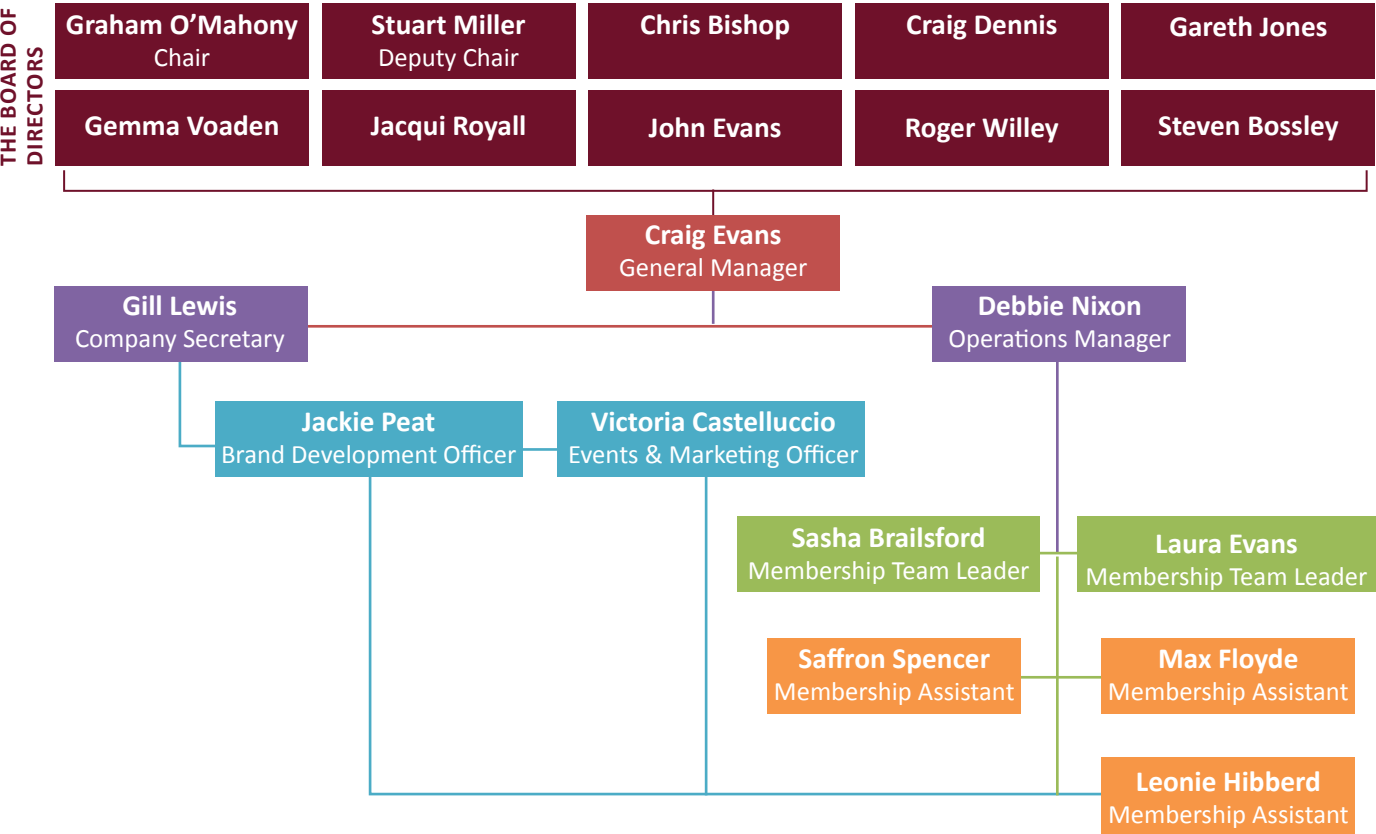 THE BOARD OF
DIRECTORS
Graham O’Mahony
Chair
Stuart Miller
Deputy Chair
Chris Bishop
Craig Dennis
Gareth Jones
Gemma Voaden
Jacqui Royall
John Evans
Roger Willey
Steven Bossley
Craig Evans
General Manager
Gill Lewis
Company Secretary
Debbie Nixon
Operations Manager
Jackie Peat
Brand Development Officer
Victoria Castelluccio
Events & Marketing Officer
Sasha Brailsford
Membership Team Leader
Laura Evans
Membership Team Leader
Saffron Spencer
Membership Assistant
Max Floyde
Membership Assistant
Leonie Hibberd
Membership Assistant